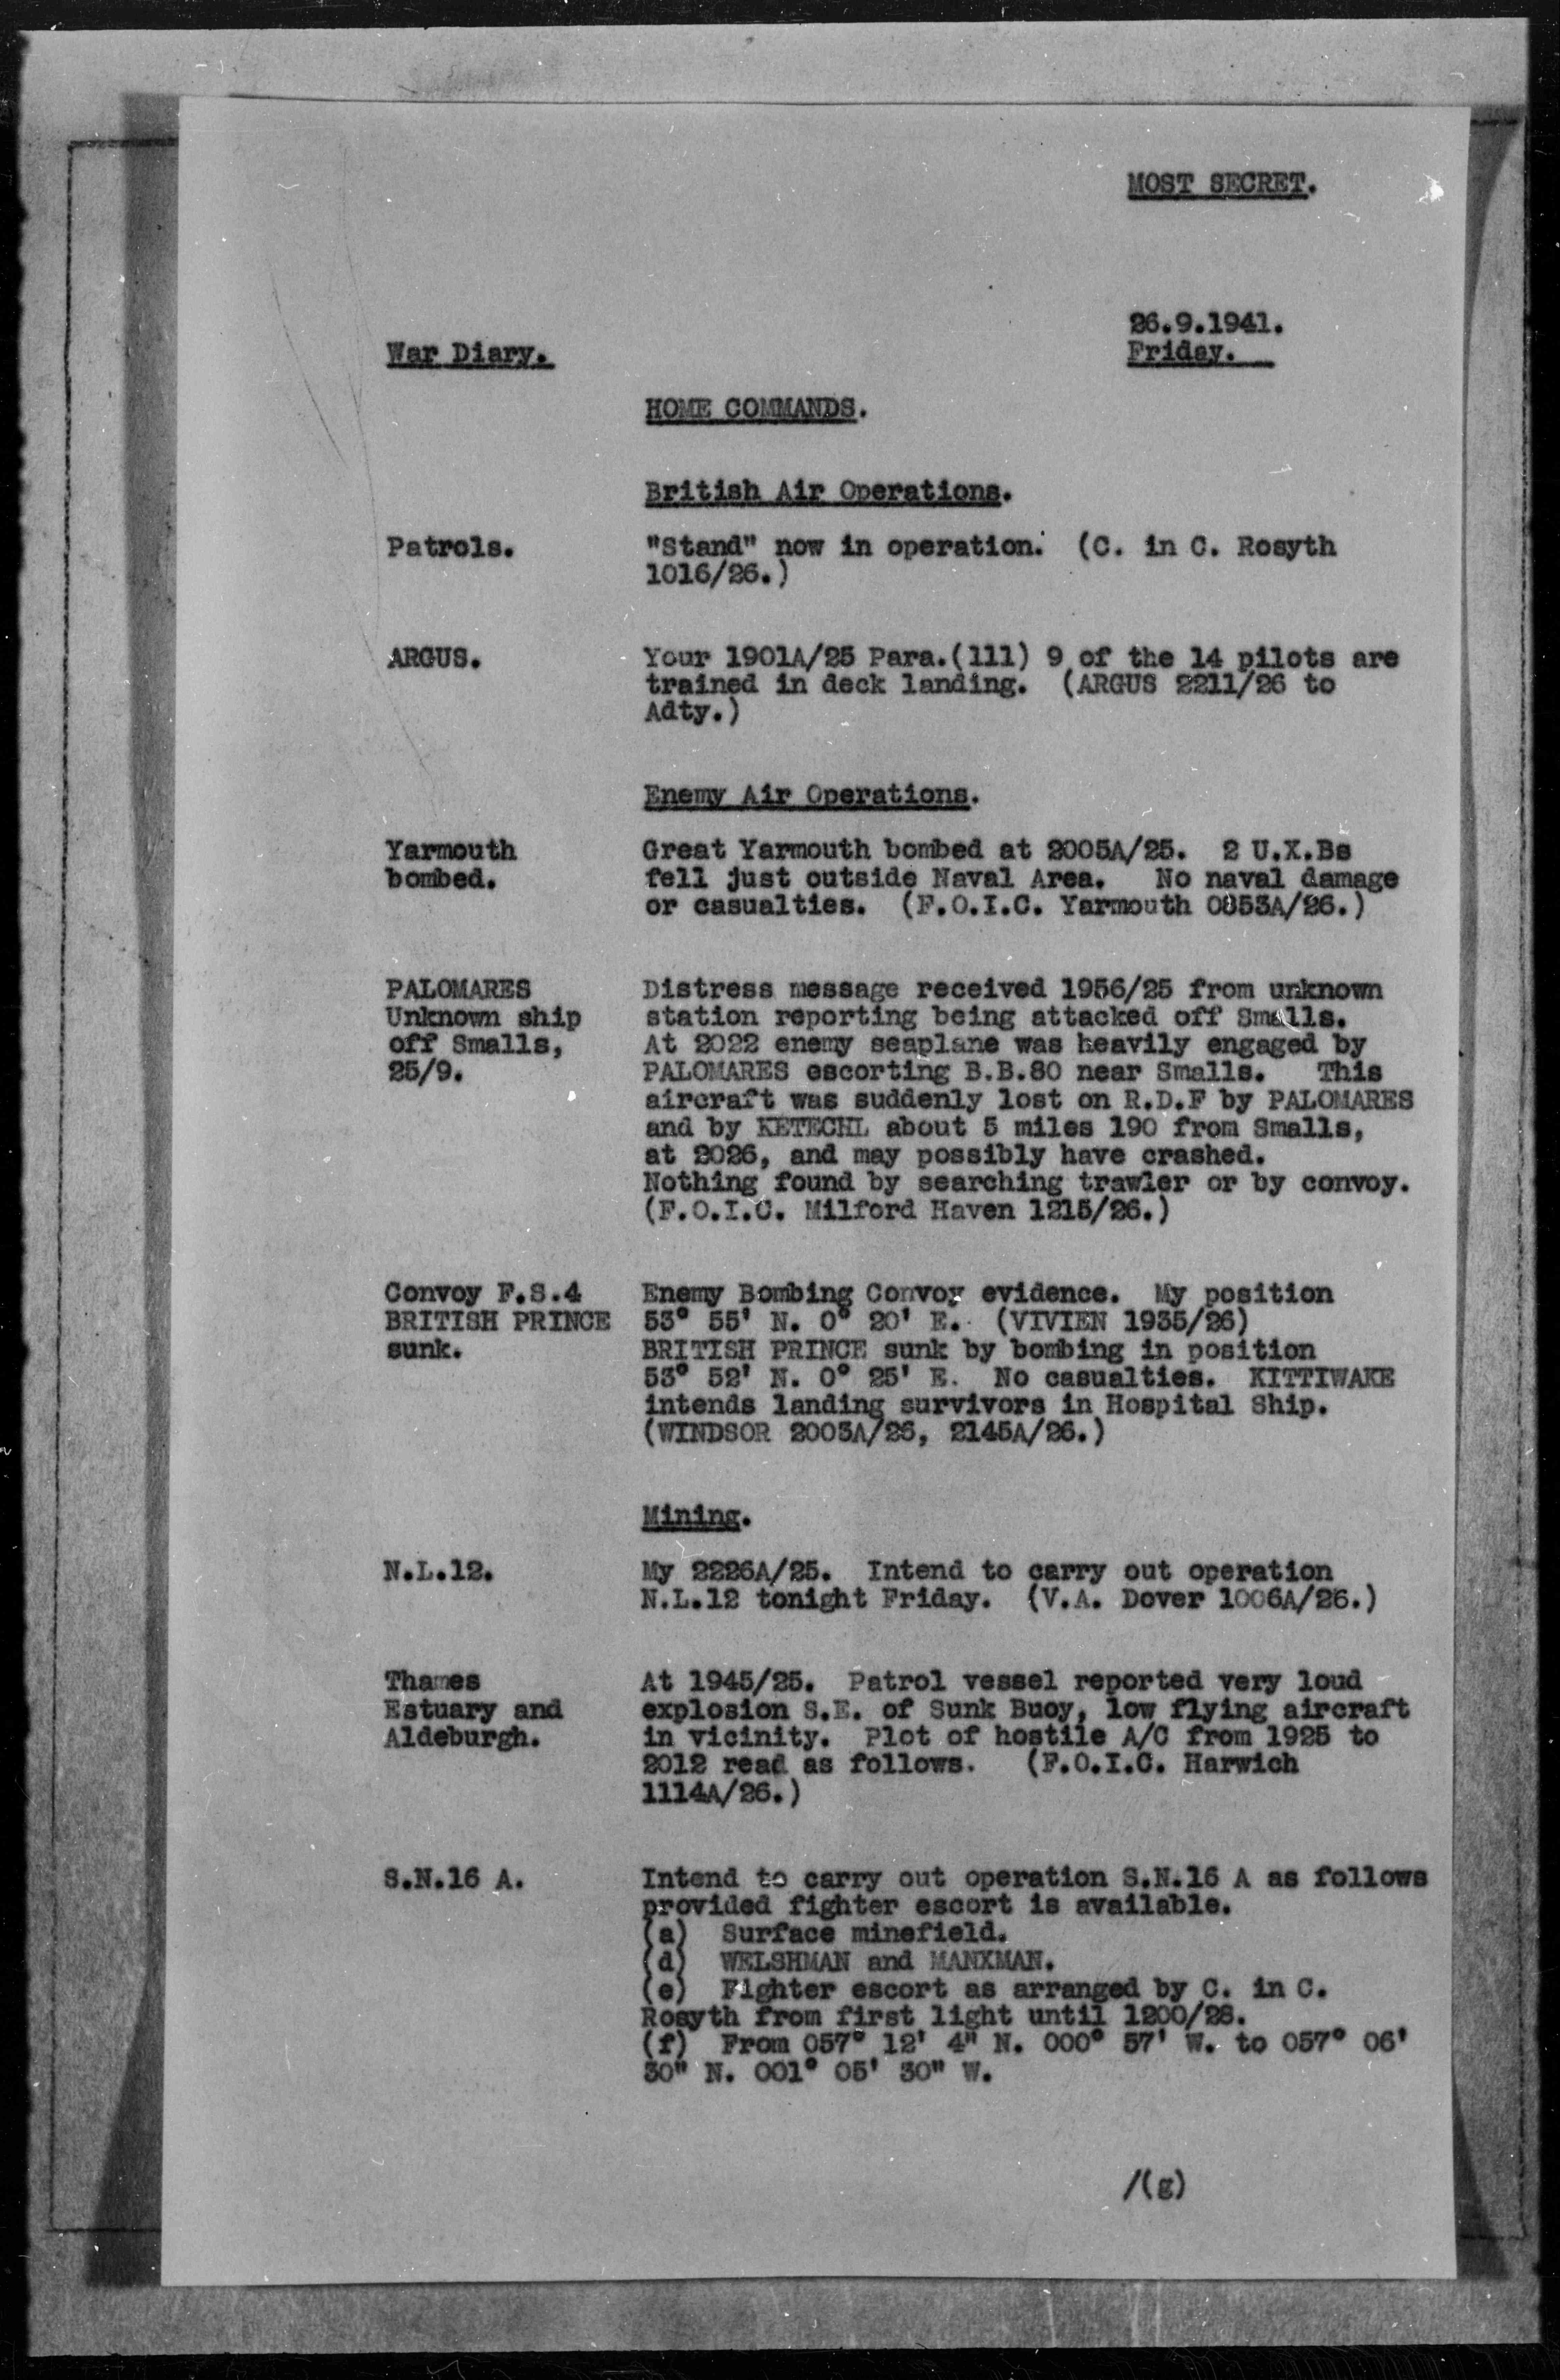 MOST SECRET.
26.9.1941.
War Diary.
Friday.
HOME COMMANDS.
British Air Operations.
Patrols. "Stand" now in operation. (C. in C. Rosyth
1016/26.)
ARGUS. Your 1901A/25 Para.(111) 9 of the 14 pilots are
trained in deck landing. (ARGUS 2211/26 to
Adty.)
Enemy Air Operations.
Yarmouth Great Yarmouth bombed at 2005A/25. 2 U.X.Bs
bombed. fell just outside Naval Area. No naval damage
or casualties. (F.O.I.C. Yarmouth 0853A/26.)
PALOMARES Distress message received 1956/25 from unknown
Unknown ship station reporting being attacked off Smalls.
off Smalls, At 2022 enemy seaplane was heavily engaged by
25/9. PALOMARES escorting B.B.80 near Smalls. This
aircraft was suddenly lost on R.D.F by PALOMARES
and by KETECHL about 5 miles 190 from Smalls,
at 2026, and may possibly have crashed.
Nothing found by searching trawler or by convoy.
(F.O.I.C. Milford Haven 1215/26.)
Convoy F.S.4 Enemy Bombing Convoy evidence. My position
BRITISH PRINCE 53° 55' N. 0° 20' E. (VIVIEN 1935/26)
sunk. BRITISH PRINCE sunk by bombing in position
53° 52' N. 0° 25' E. No casualties. KITTIWAKE
intends landing survivors in Hospital Ship.
(WINDSOR 2003A/26, 2145A/26.)
Mining.
N.L.12. My 2226A/25. Intend to carry out operation
N.L.12 tonight Friday. (V.A. Dover 1006A/26.)
Thames At 1945/25. Patrol vessel reported very loud
Estuary and explosion S.E. of Sunk Buoy, low flying aircraft
Aldeburgh. in vicinity. Plot of hostile A/C from 1925 to
2012 read as follows. (F.O.I.C. Harwich
1114A/26.)
S.N.16 A. Intend to carry out operation S.N.16 A as follows
provided fighter escort is available.
(a) Surface minefield.
(d) WELSHMAN and MANXMAN.
(e) Fighter escort as arranged by C. in C.
Rosyth from first light until 1200/28.
(f) From 057° 12' 4" N. 000° 57' W. to 057° 06'
30" N. 001° 05' 30" W.
/(g)